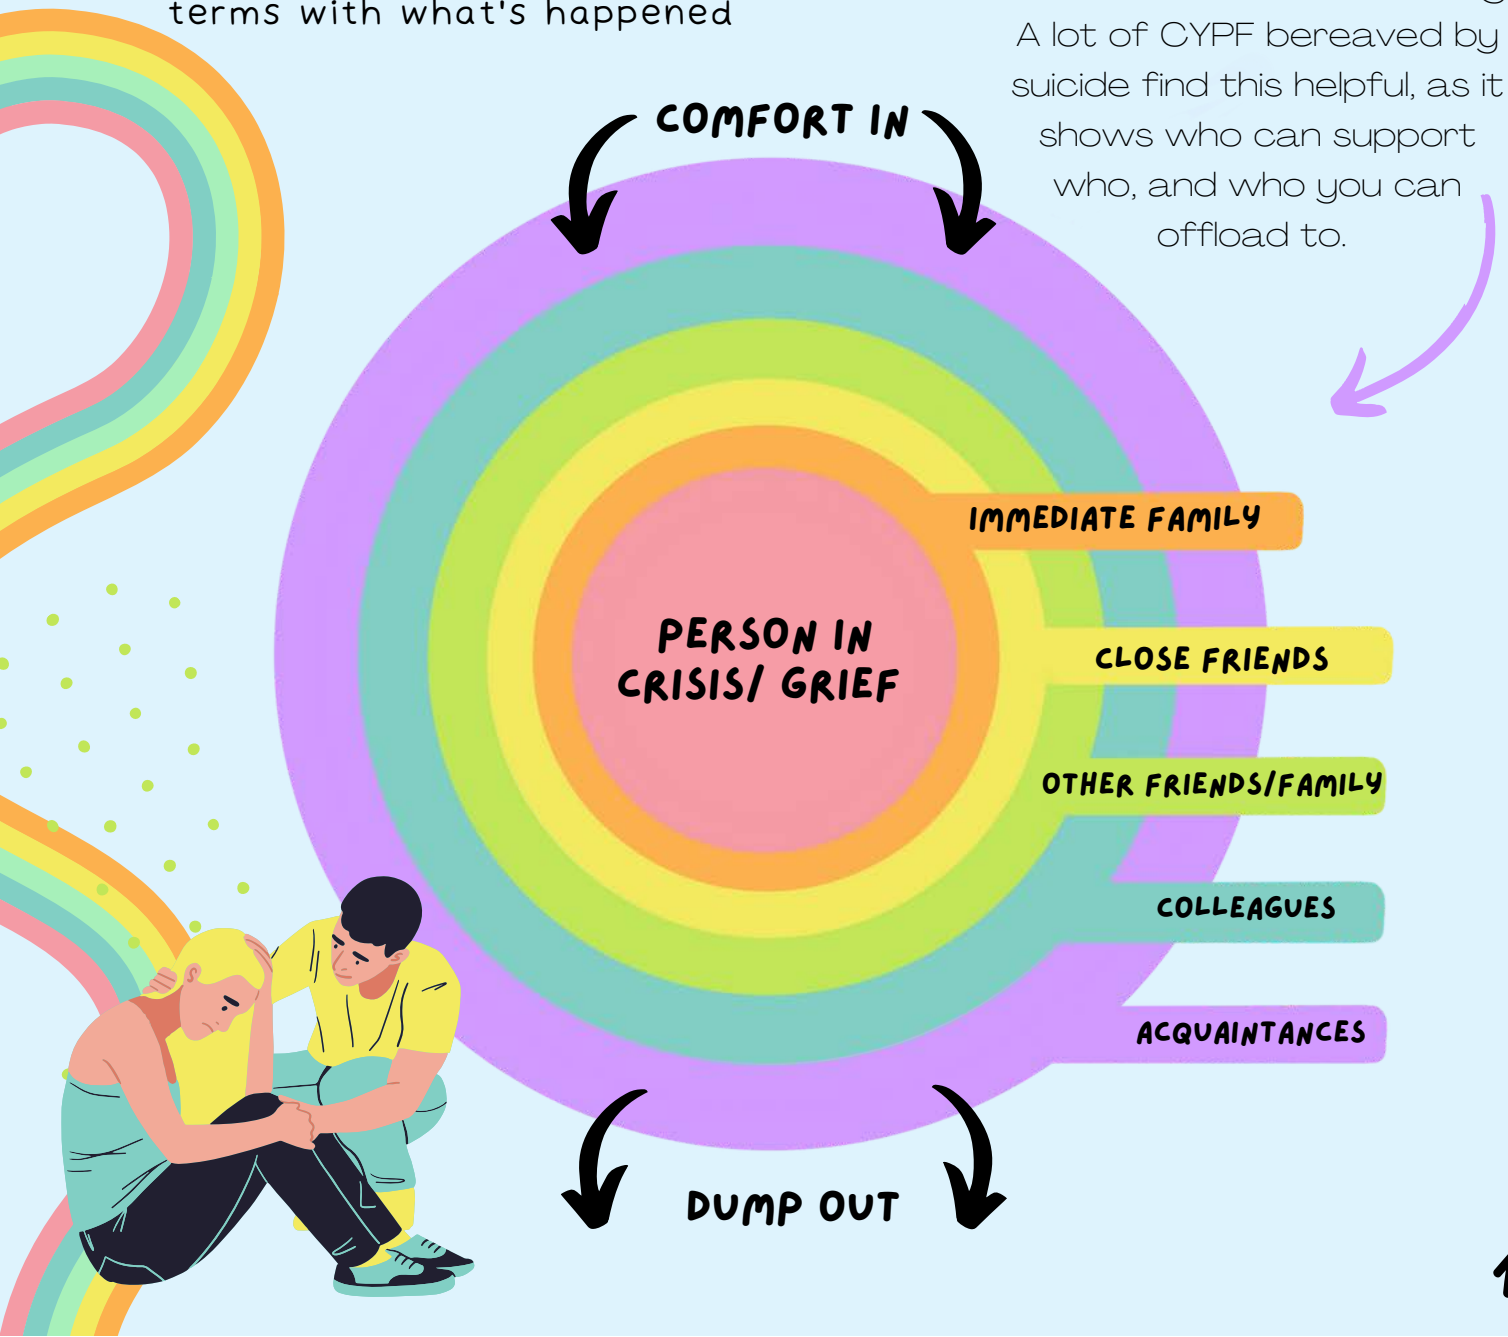 terms with what's happened
A lot of CYPF bereaved by
suicide find this helpful, as it
shows who can support
who, and who you can
offload to.
COMFORT IN
IMMEDIATE FAMILY
PERSON IN
CRISIS/ GRIEF
CLOSE FRIENDS
OTHER FRIENDS/FAMILY
COLLEAGUES
ACQUAINTANCES
DUMP OUT